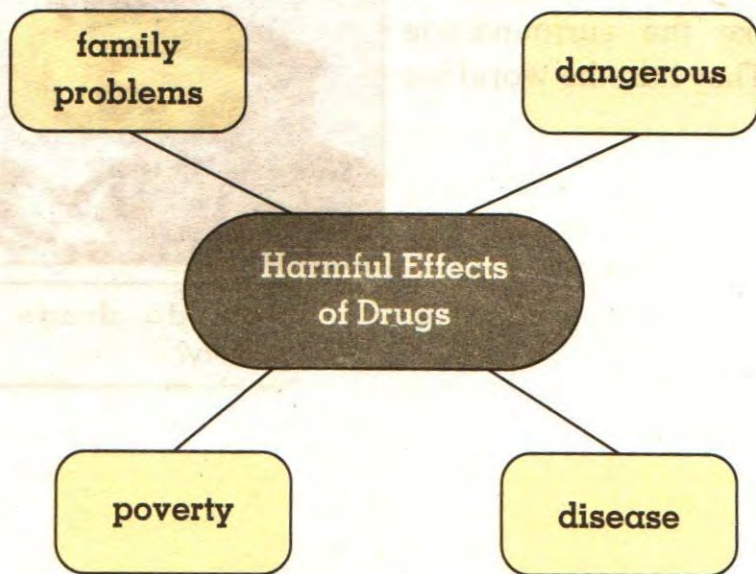 family
problems
dangerous
Harmful Effects
of Drugs
poverty
disease